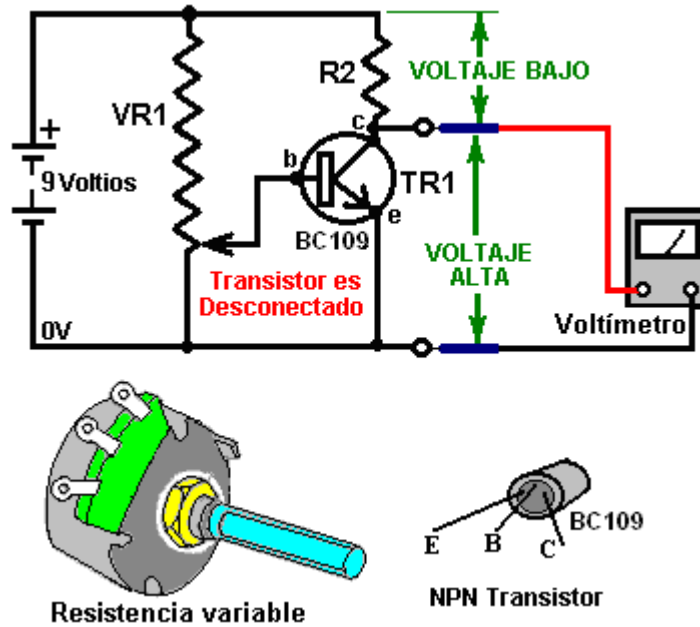 R2
VOLTAJE BAJO
VR1
c
+
b
TR1
9 Voltios
e
BC109
VOLTAJE
ALTA
Transistor es
Desconectado
0V
Voltímetro
BC109
E
B
C
NPN Transistor
Resistencia variable